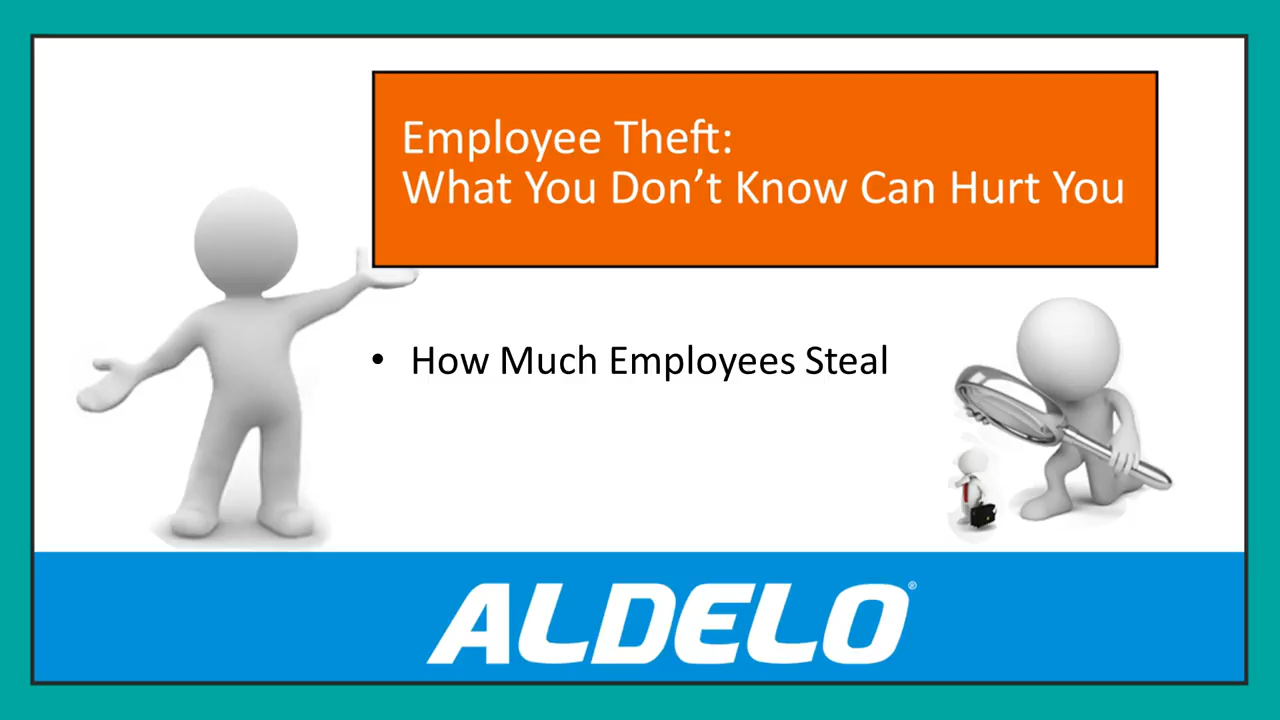 Employee Theft:
What You Don’t Know Can Hurt You
• How Much Employees Steal
ALDELO®